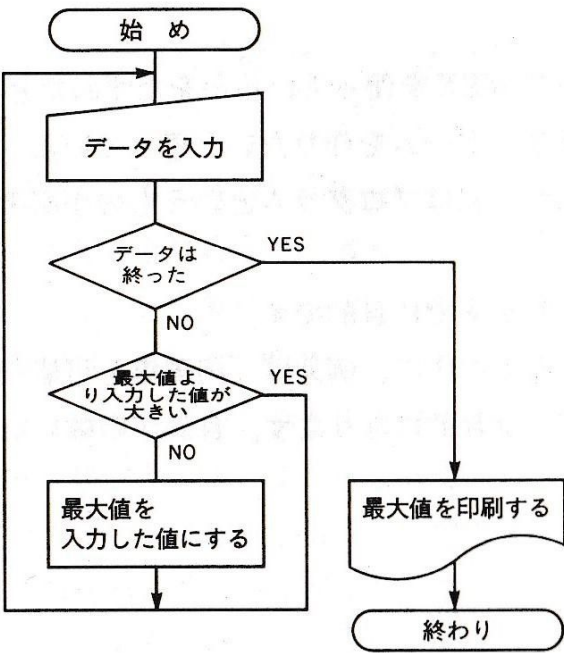 始 め
データを入力
データは
終った
YES
NO
最大値よ
り入力した値が
大きい
YES
NO
最大値を
入力した値にする
最大値を印刷する
終わり